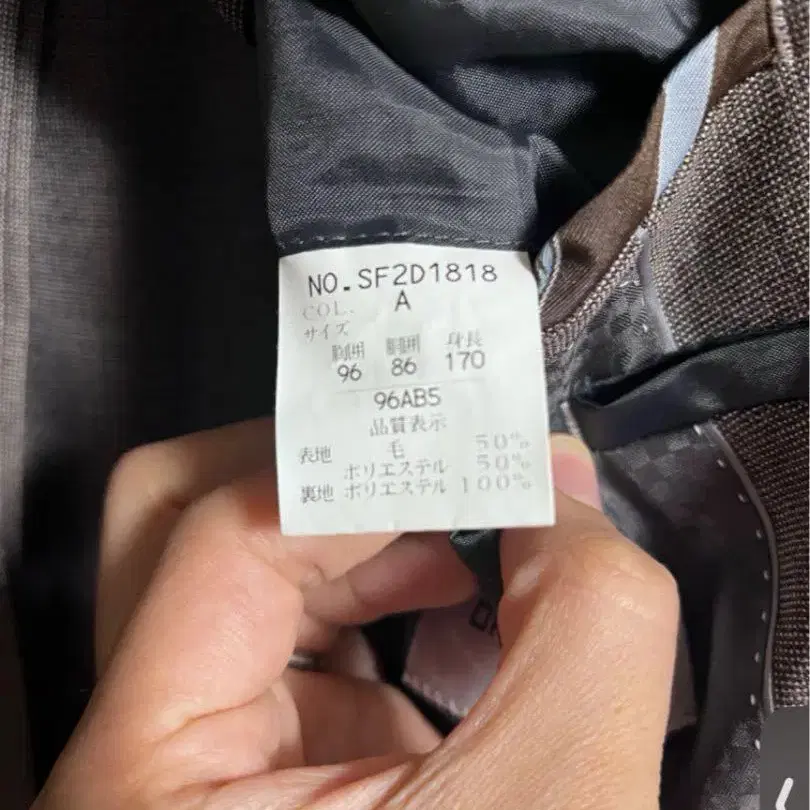 NO.SF2D1818
COL. A
サイズ
胸囲 胴囲 身長
96 86 170
96AB5
品質表示
表地 毛 50%
ポリエステル 50%
裏地 ポリエステル 100%